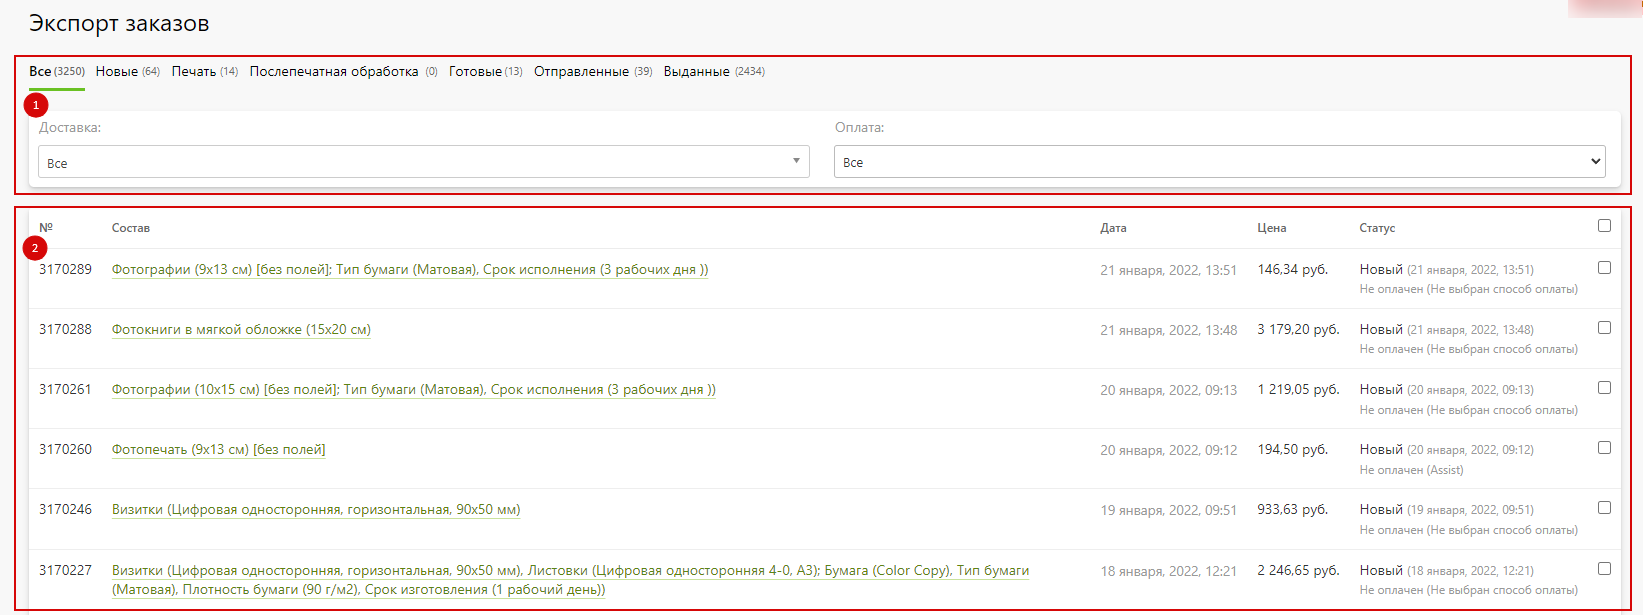 Экспорт заказов
Все (3250) Новые (64) Печать (14) Послепечатная обработка (0) Готовые (13) Отправленные (39) Выданные (2434)
1
Доставка: Оплата:
Все Все
№ Состав Дата Цена Статус
2
3170289 Фотографии (9x13 см) [без полей]; Тип бумаги (Матовая), Срок исполнения (3 рабочих дня )) 21 января, 2022, 13:51 146,34 руб. Новый (21 января, 2022, 13:51)
Не оплачен (Не выбран способ оплаты)
3170288 Фотокниги в мягкой обложке (15x20 см) 21 января, 2022, 13:48 3 179,20 руб. Новый (21 января, 2022, 13:48)
Не оплачен (Не выбран способ оплаты)
3170261 Фотографии (10x15 см) [без полей]; Тип бумаги (Матовая), Срок исполнения (3 рабочих дня )) 20 января, 2022, 09:13 1 219,05 руб. Новый (20 января, 2022, 09:13)
Не оплачен (Не выбран способ оплаты)
3170260 Фотопечать (9x13 см) [без полей] 20 января, 2022, 09:12 194,50 руб. Новый (20 января, 2022, 09:12)
Не оплачен (Assist)
3170246 Визитки (Цифровая односторонняя, горизонтальная, 90x50 мм) 19 января, 2022, 09:51 933,63 руб. Новый (19 января, 2022, 09:51)
Не оплачен (Не выбран способ оплаты)
3170227 Визитки (Цифровая односторонняя, горизонтальная, 90x50 мм), Листовки (Цифровая односторонняя 4-0, А3); Бумага (Color Copy), Тип бумаги 18 января, 2022, 12:21 2 246,65 руб. Новый (18 января, 2022, 12:21)
(Матовая), Плотность бумаги (90 г/м2), Срок изготовления (1 рабочий день)) Не оплачен (Не выбран способ оплаты)